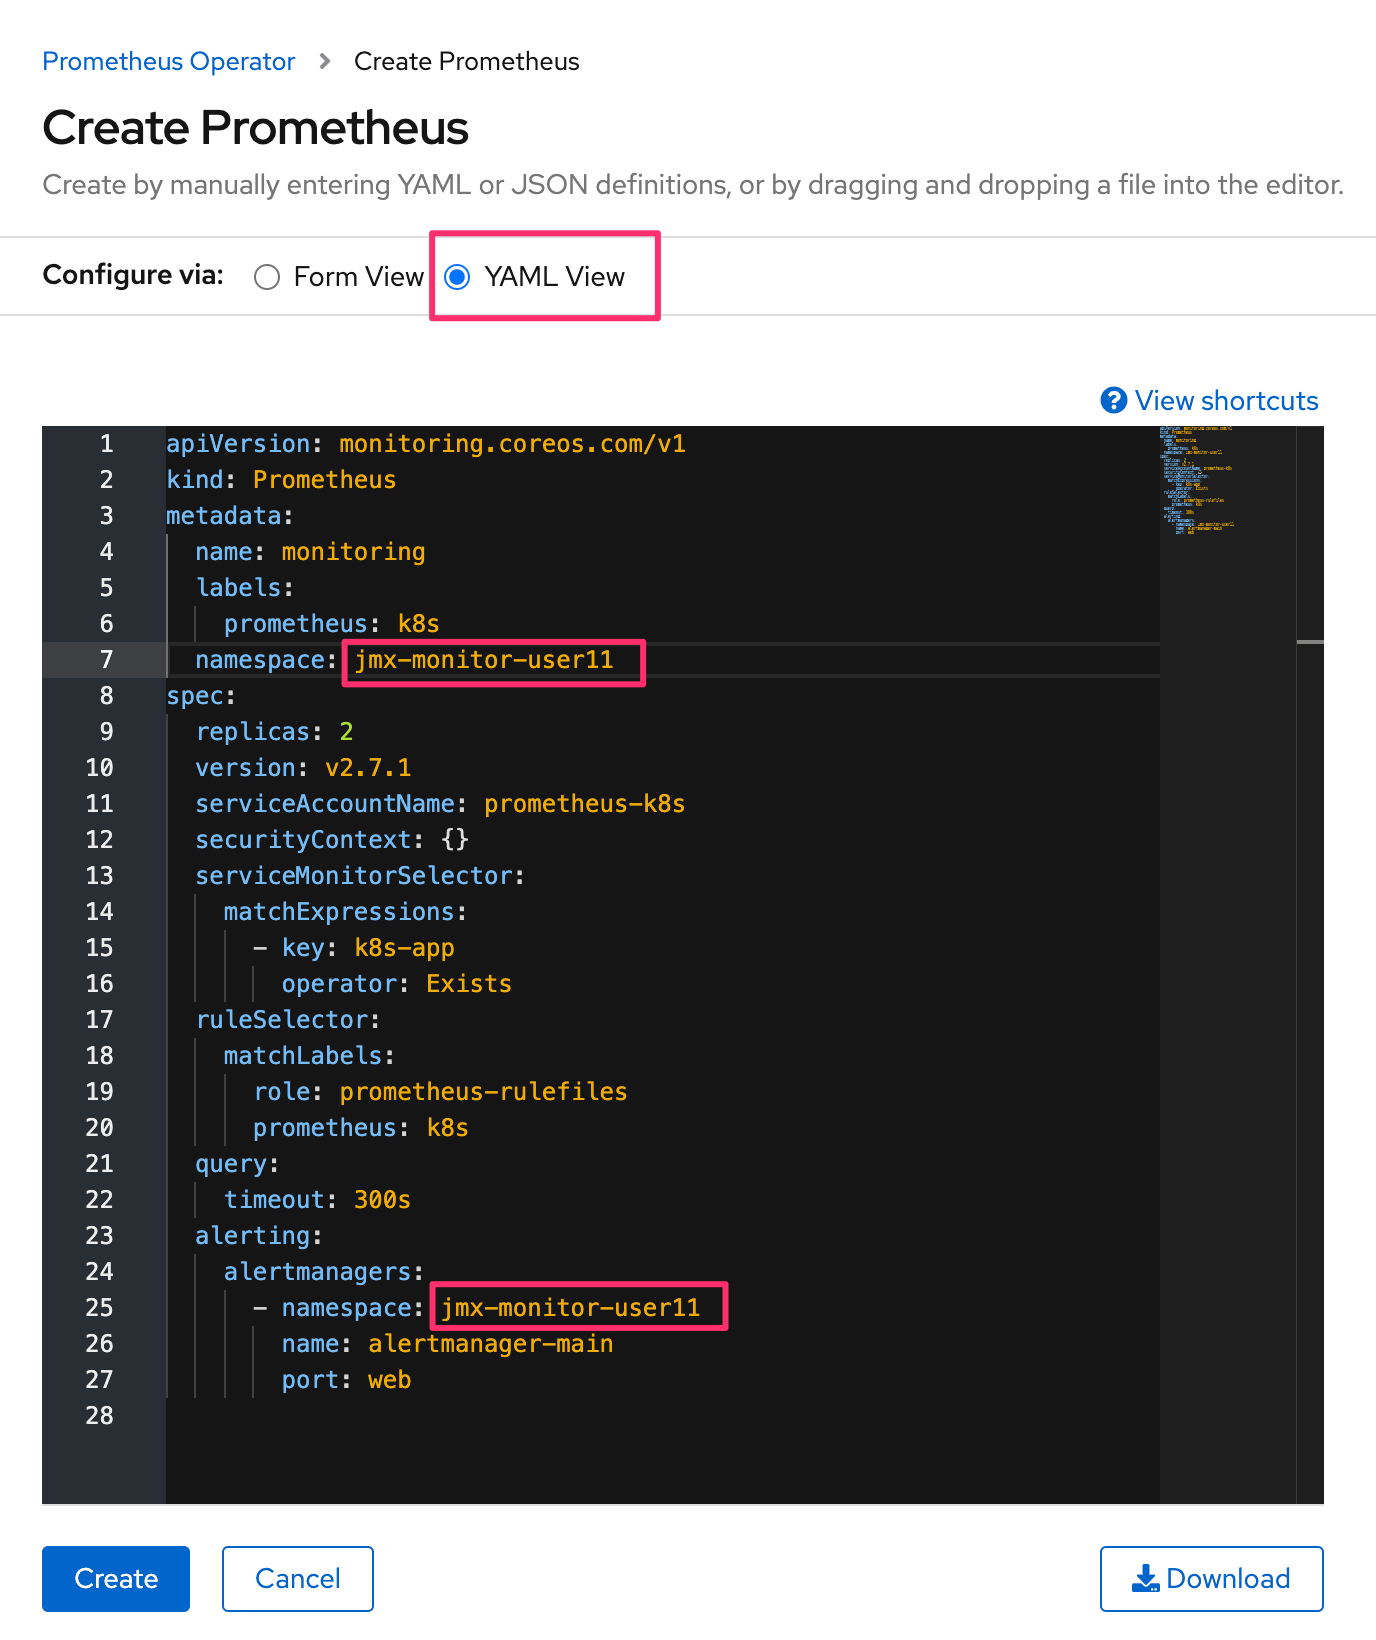 Prometheus Operator > Create Prometheus
Create Prometheus
Create by manually entering YAML or JSON definitions, or by dragging and dropping a file into the editor.
Configure via: Form View YAML View
View shortcuts
1 apiVersion: monitoring.coreos.com/v1
2 kind: Prometheus
3 metadata:
4   name: monitoring
5   labels:
6     prometheus: k8s
7   namespace: jmx-monitor-user11
8 spec:
9   replicas: 2
10   version: v2.7.1
11   serviceAccountName: prometheus-k8s
12   securityContext: {}
13   serviceMonitorSelector:
14     matchExpressions:
15       - key: k8s-app
16         operator: Exists
17   ruleSelector:
18     matchLabels:
19       role: prometheus-rulefiles
20       prometheus: k8s
21   query:
22     timeout: 300s
23   alerting:
24     alertmanagers:
25       - namespace: jmx-monitor-user11
26         name: alertmanager-main
27         port: web
28
Create Cancel Download